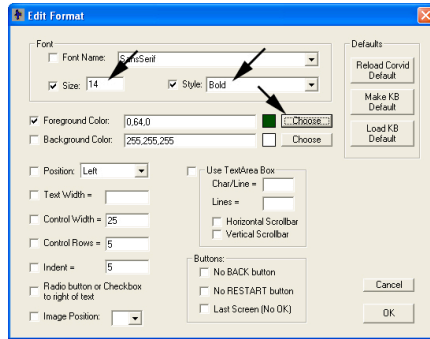 Edit Format
Font
Font Name: SansSerif
Size: 14 Style: Bold
Foreground Color: 0,64,0 Choose
Background Color: 255,255,255 Choose
Position: Left
Text Width =
Control Width = 25
Control Rows = 5
Indent = 5
Radio button or Checkbox
to right of text
Image Position:
Use TextArea Box
Char/Line =
Lines =
Horizontal Scrollbar
Vertical Scrollbar
Buttons:
No BACK button
No RESTART button
Last Screen (No OK)
Defaults
Reload Corvid
Default
Make KB
Default
Load KB
Default
Cancel
OK